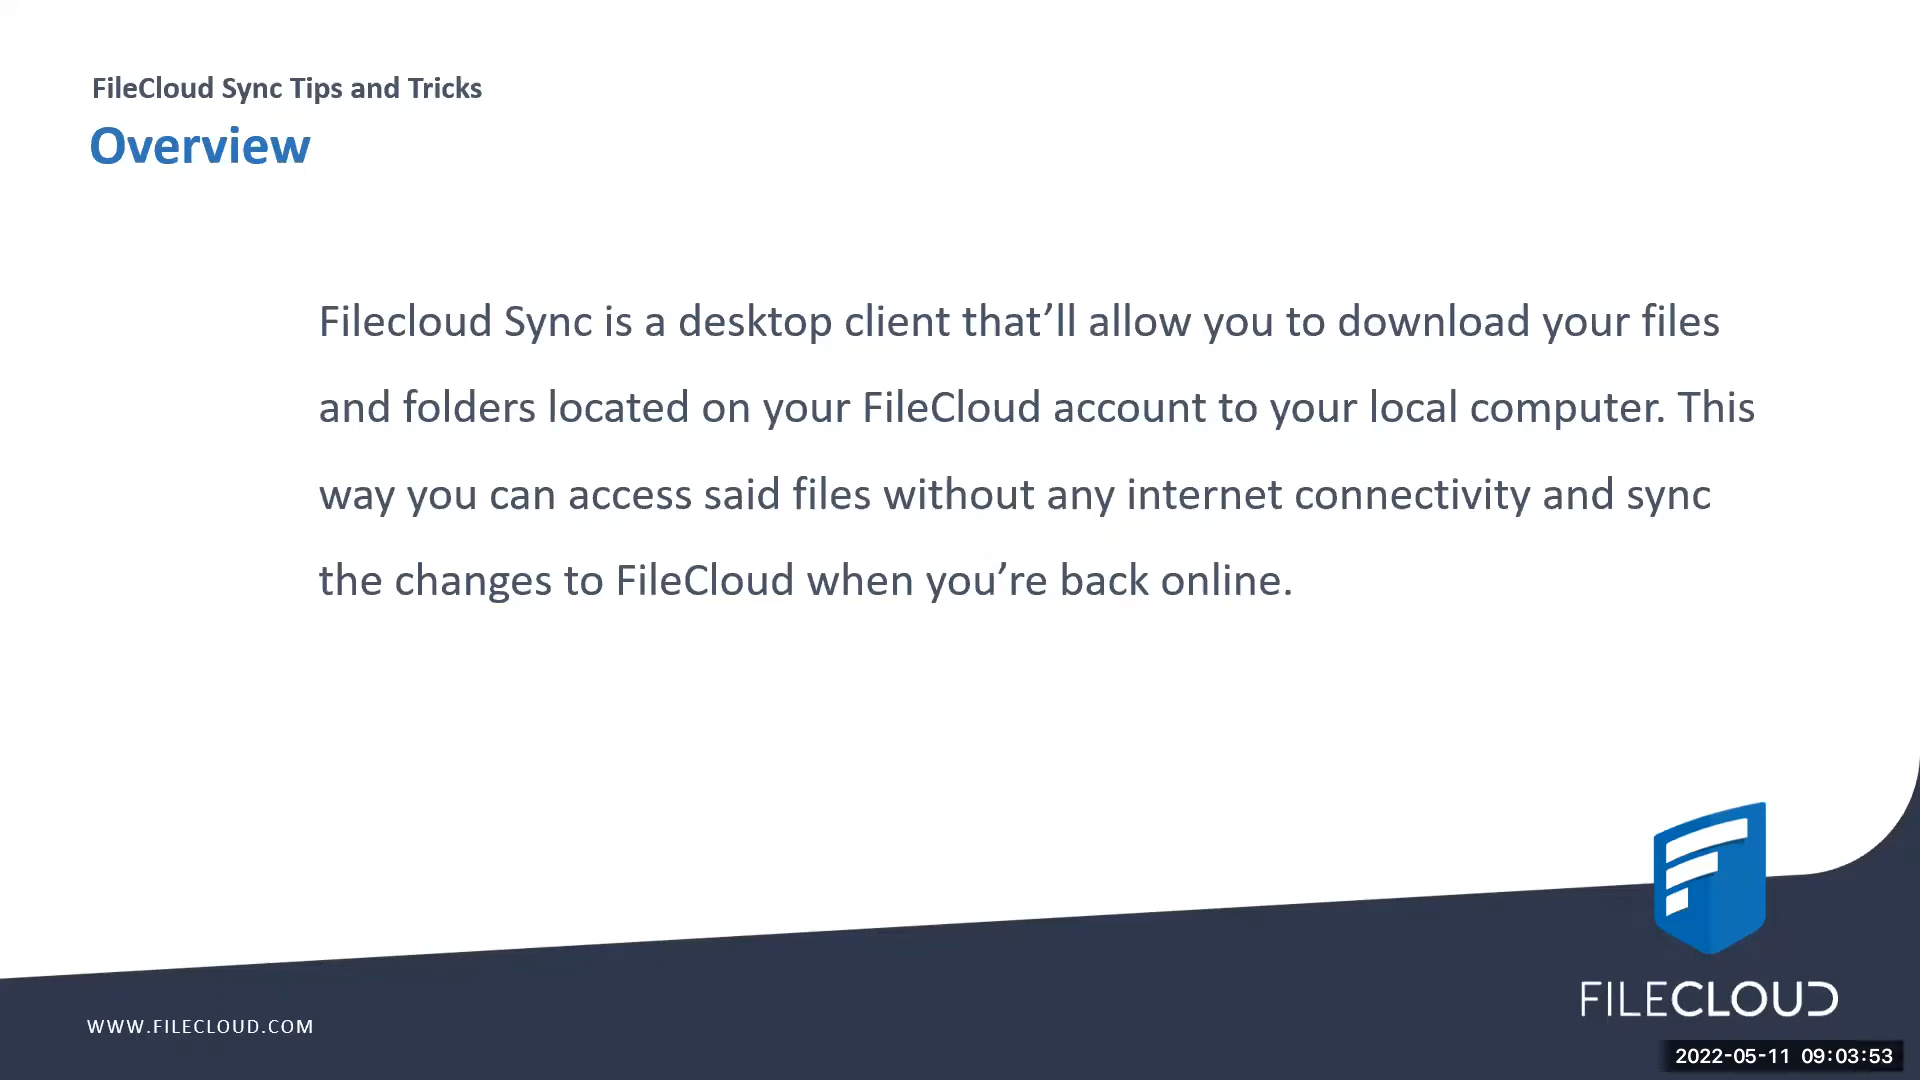 FileCloud Sync Tips and Tricks
Overview
Filecloud Sync is a desktop client that’ll allow you to download your files
and folders located on your FileCloud account to your local computer. This
way you can access said files without any internet connectivity and sync
the changes to FileCloud when you’re back online.
FILECLOUD
WWW.FILECLOUD.COM
2022-05-11 09:03:53